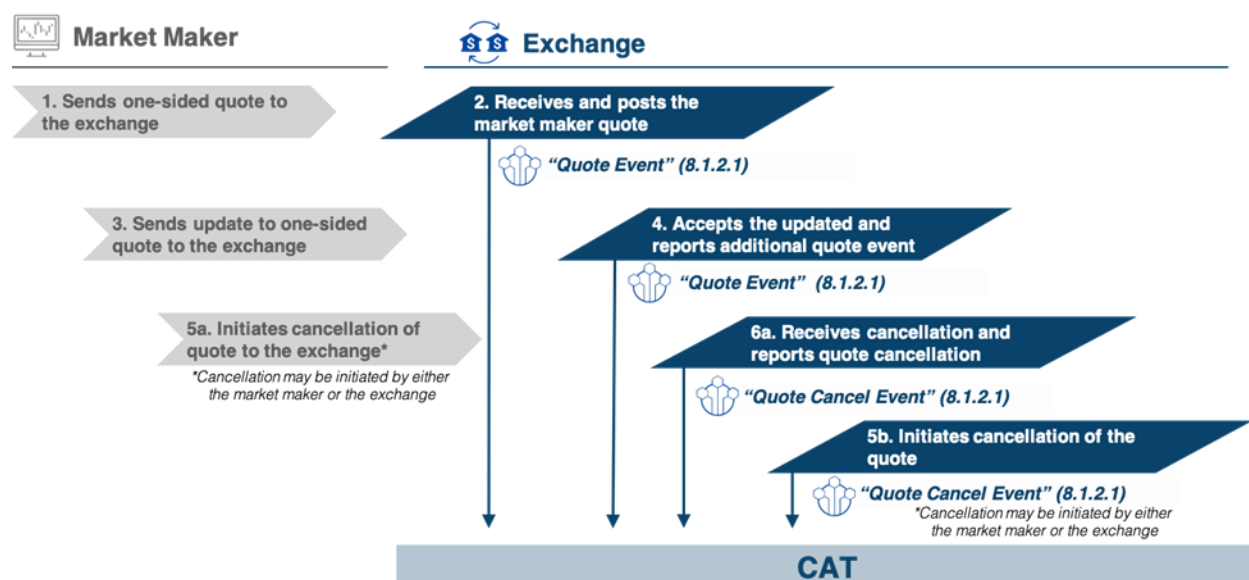 Market Maker
Exchange
1. Sends one-sided quote to
the exchange
2. Receives and posts the
market maker quote
“Quote Event” (8.1.2.1)
3. Sends update to one-sided
quote to the exchange
4. Accepts the updated and
reports additional quote event
“Quote Event” (8.1.2.1)
5a. Initiates cancellation of
quote to the exchange*
*Cancellation may be initiated by either
the market maker or the exchange
6a. Receives cancellation and
reports quote cancellation
“Quote Cancel Event” (8.1.2.1)
5b. Initiates cancellation of the
quote
“Quote Cancel Event” (8.1.2.1)
*Cancellation may be initiated by either
the market maker or the exchange
CAT